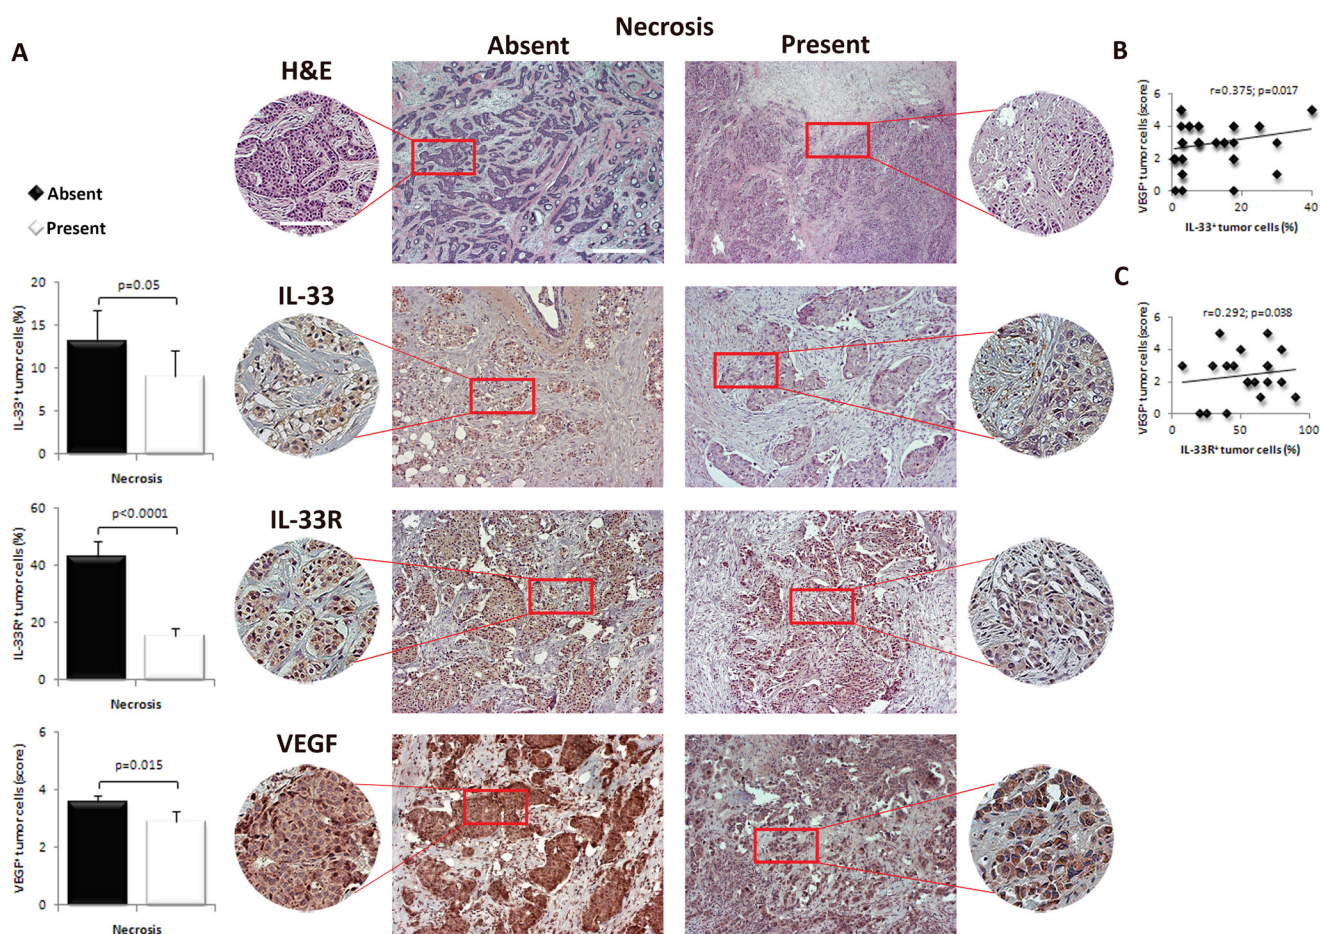 Necrosis
Absent
Present
A
H&E
Absent
Present
20
15
10
5
0
IL-33⁺ tumor cells (%)
p=0.05
Necrosis
IL-33
60
40
20
0
IL-33R⁺ tumor cells (%)
p<0.0001
Necrosis
IL-33R
6
4
2
0
VEGF⁺ tumor cells (score)
p=0.015
Necrosis
VEGF
B
r=0.375; p=0.017
6
4
2
0
VEGF⁺ tumor cells (score)
0
20
40
IL-33⁺ tumor cells (%)
C
r=0.292; p=0.038
6
4
2
0
VEGF⁺ tumor cells (score)
0
50
100
IL-33R⁺ tumor cells (%)